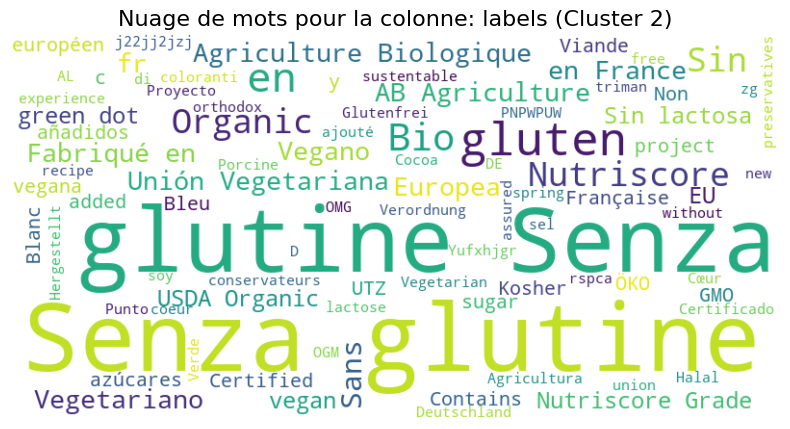 Nuage de mots pour la colonne: labels (Cluster 2)
européen
j22jj2jzj
fr
Agriculture Biologique
Viande
free
Sin
AL
c
di
coloranti
en
y
sustentable
en France
triman
zg
preservatives
experience
Proyecto
orthodox
AB Agriculture
Non
green dot
Organic
Glutenfrei
PNPWPUW
Sin lactosa
añadidos
ajouté
Bio
gluten
project
Fabriqué en
Vegano
Cocoa
DE
recipe
Porcine
Nutriscore
new
vegana
Unión Vegetariana
Europea
EU
added
Bleu
OMG
Verordnung
assured
spring
Française
without
Blanc
Hergestellt
glutine Senza
sel
D
Yufxhjgr
soy
conservateurs
Vegetarian
rspca
Cœur
USDA Organic
UTZ
Kosher
ÖKO
GMO
Punto
coeur
lactose
sugar
Certificado
Senza glutine
Verde
OGM
azúcares
Certified
Sans
Agricultura
union
Halal
Vegetariano
vegan
Contains
Nutriscore Grade
Deutschland